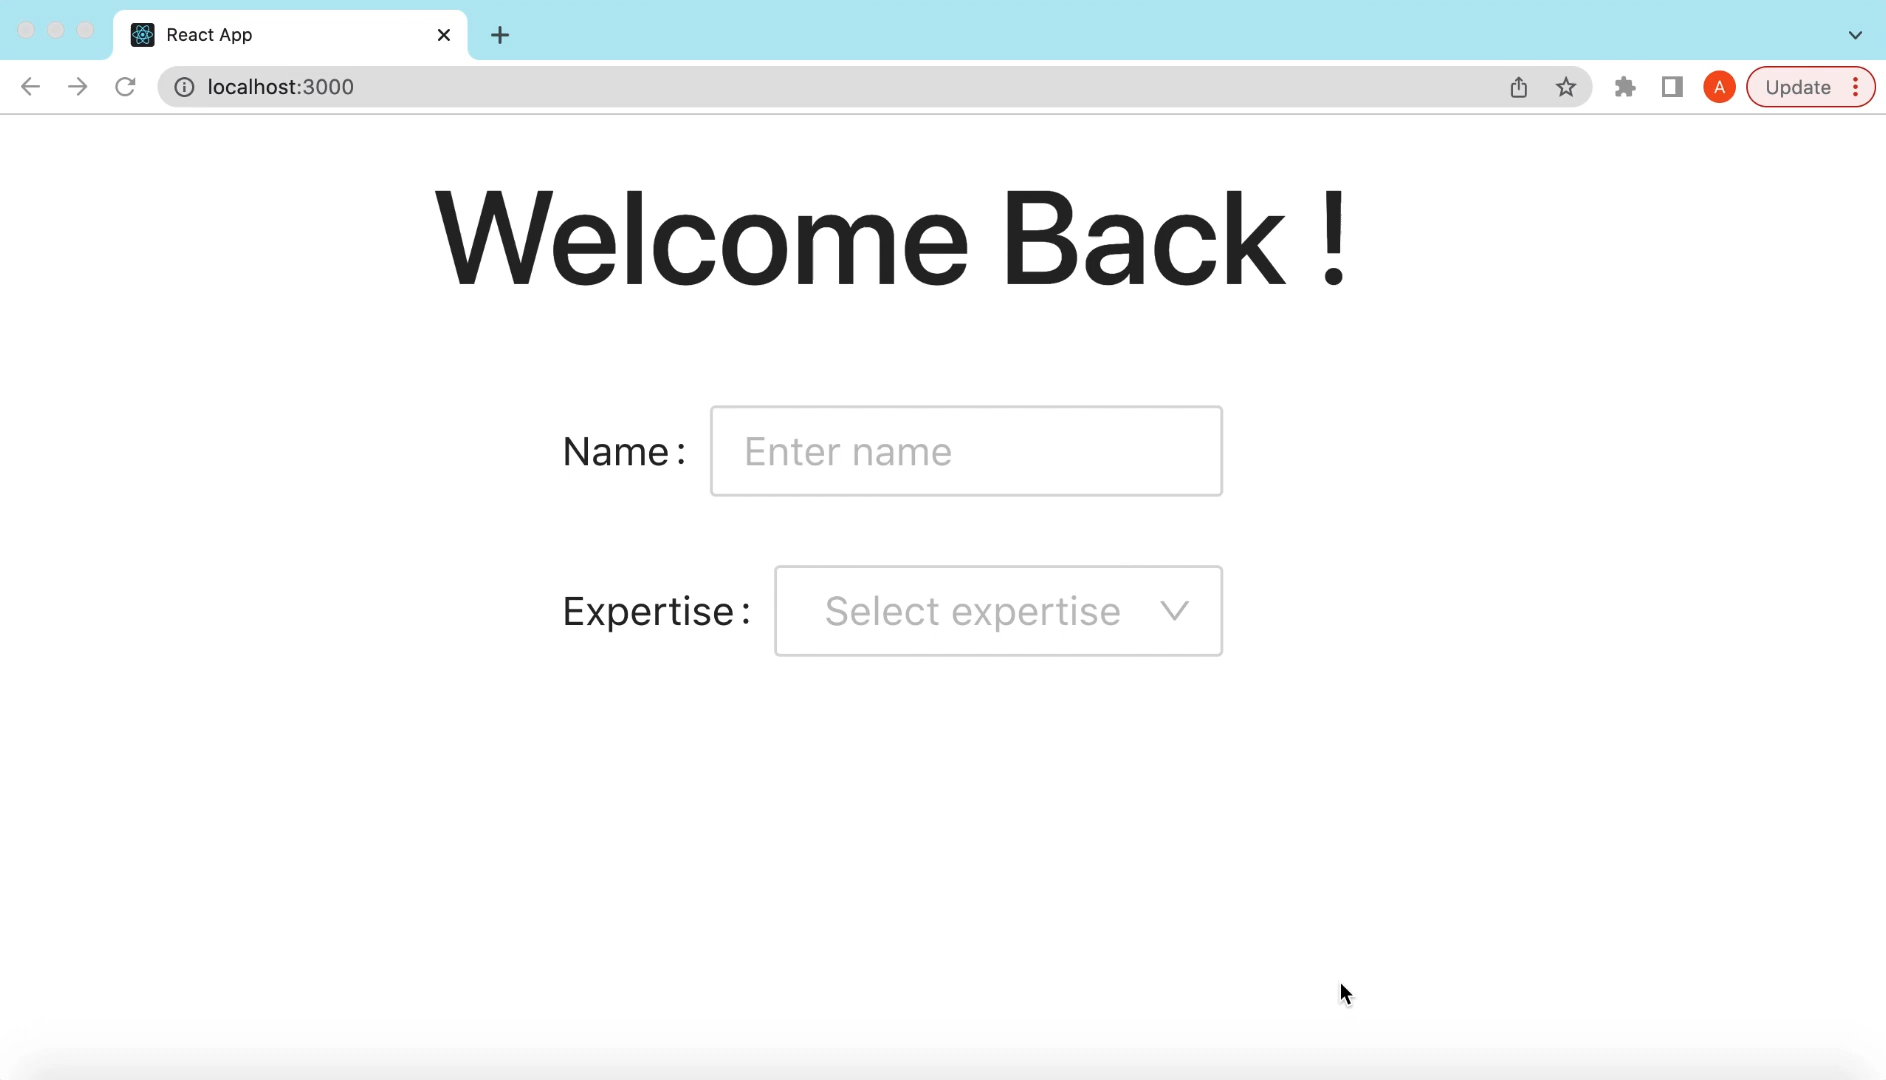 React App
localhost:3000
A
Update
Welcome Back !
Name :
Enter name
Expertise :
Select expertise